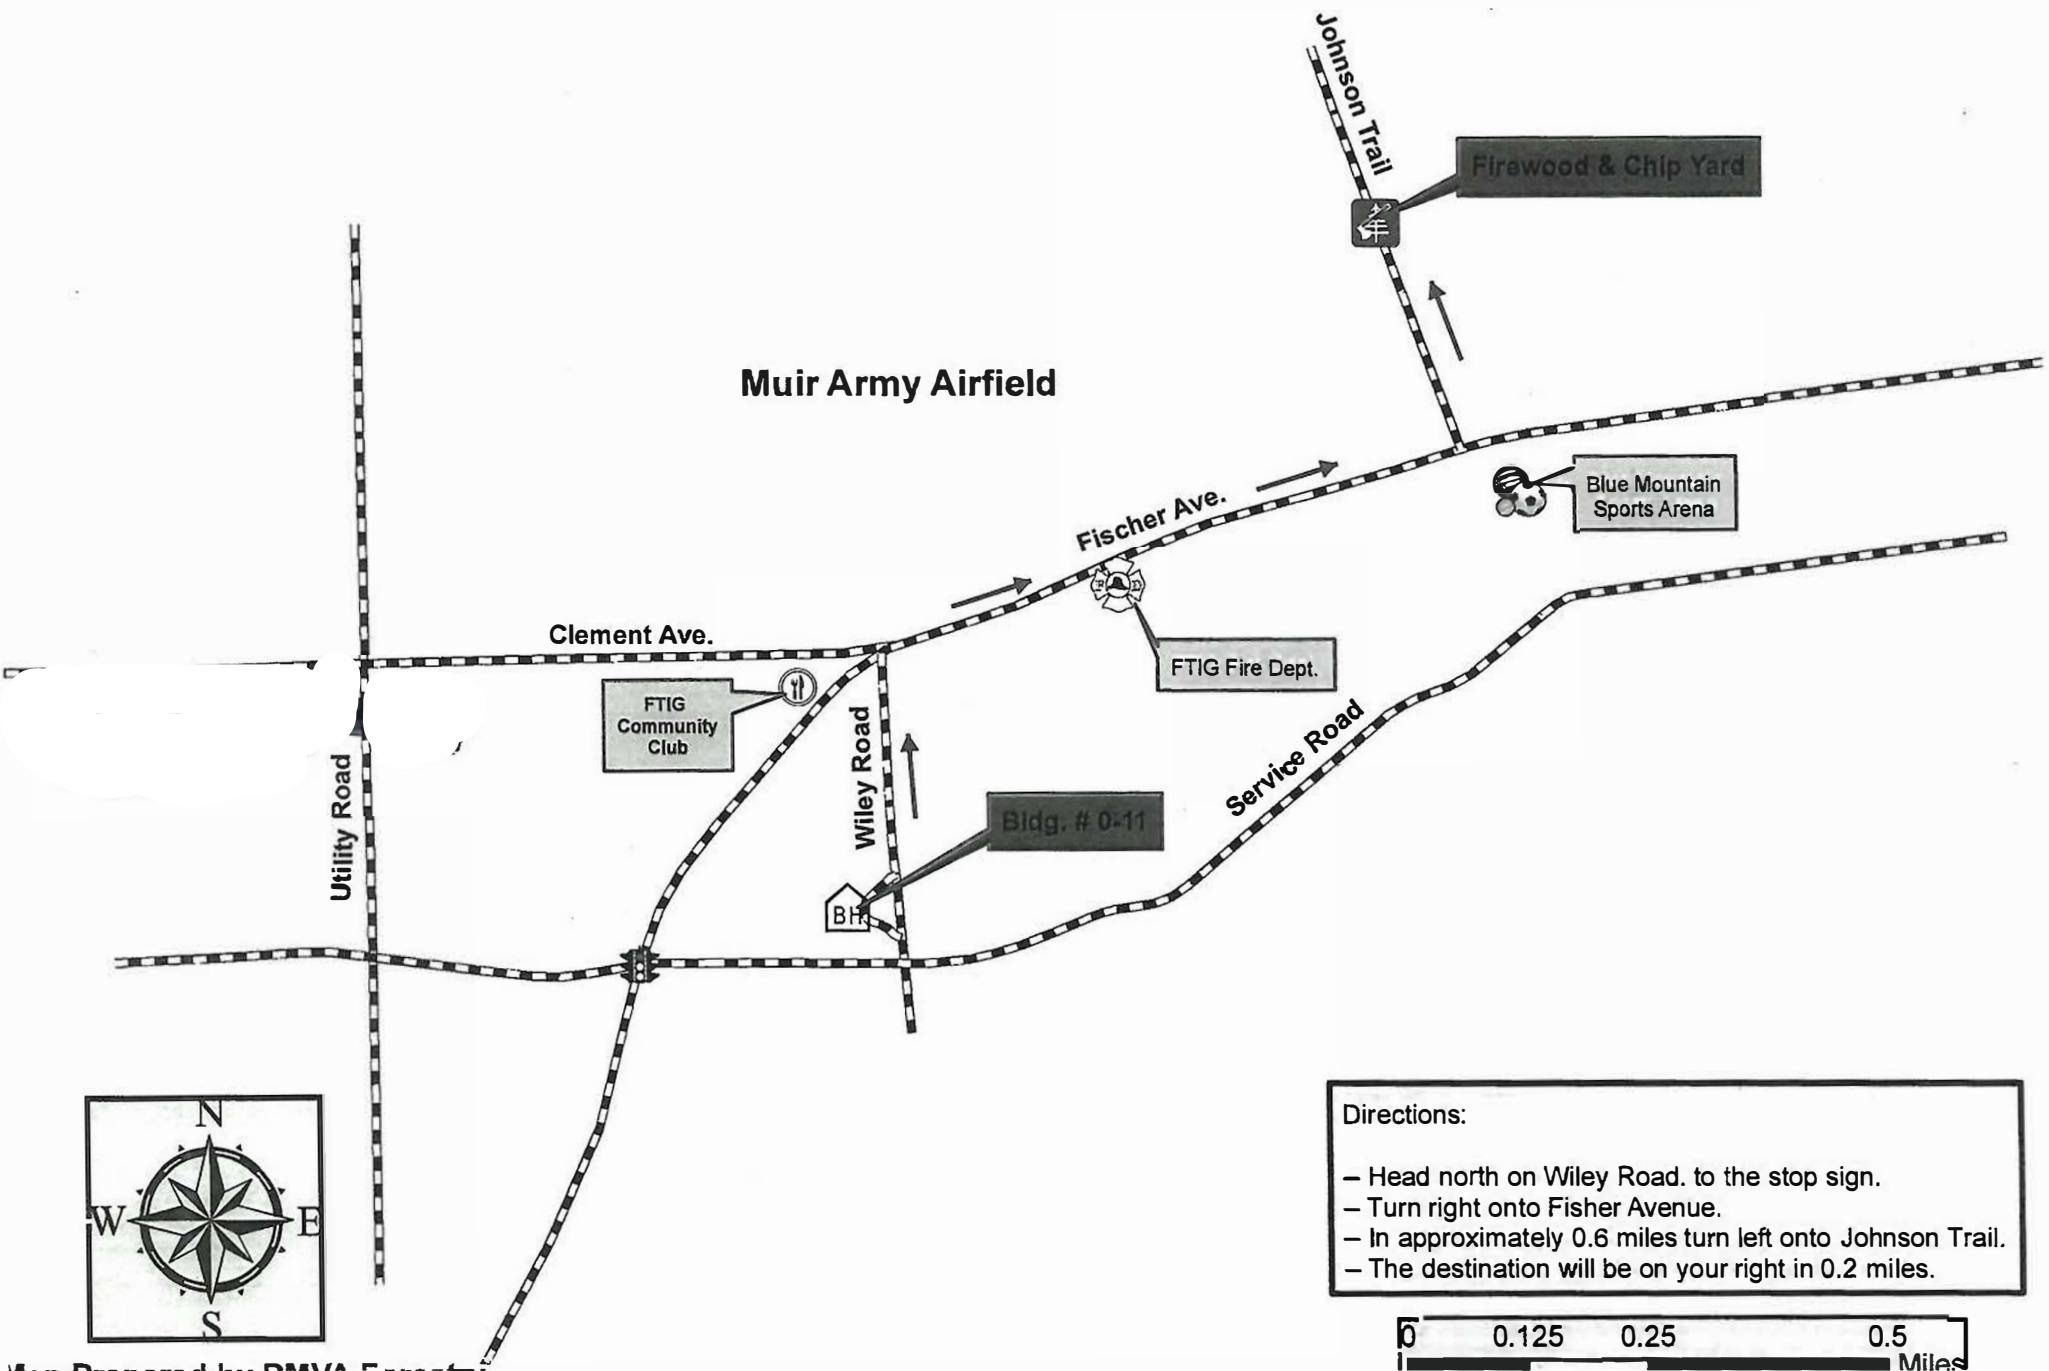 Johnson Trail
Firewood & Chip Yard
Muir Army Airfield
Blue Mountain
Sports Arena
Fischer Ave.
Clement Ave.
FTIG Fire Dept.
FTIG
Community
Club
Wiley Road
Service Road
Utility Road
Bldg. # 0-11
BH
N
W E
S
Directions:
– Head north on Wiley Road. to the stop sign.
– Turn right onto Fisher Avenue.
– In approximately 0.6 miles turn left onto Johnson Trail.
– The destination will be on your right in 0.2 miles.
0 0.125 0.25 0.5
Miles
Prepared by